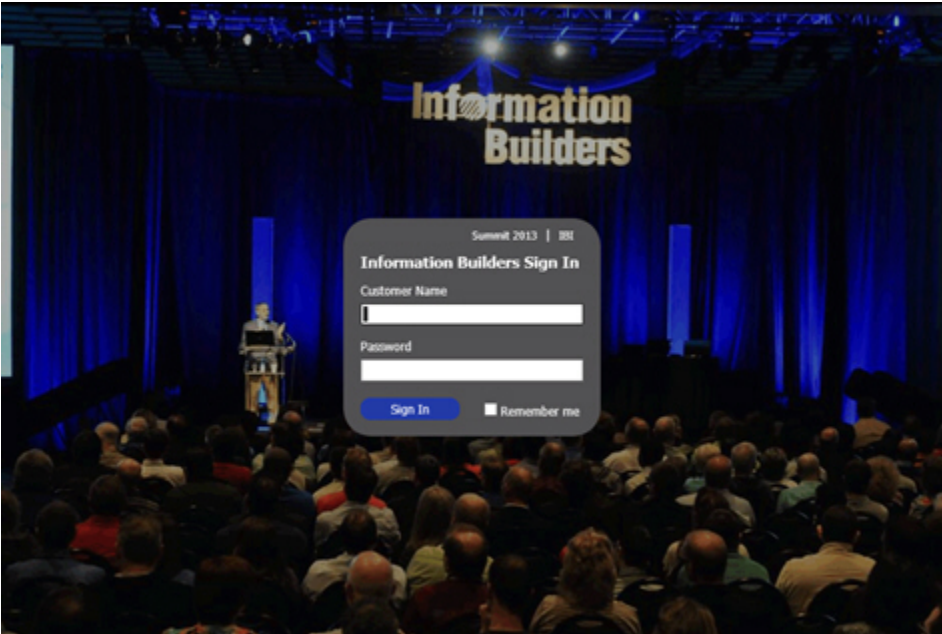 Information
Builders
Summit 2013 | IBI
Information Builders Sign In
Customer Name
Password
Sign In
Remember me